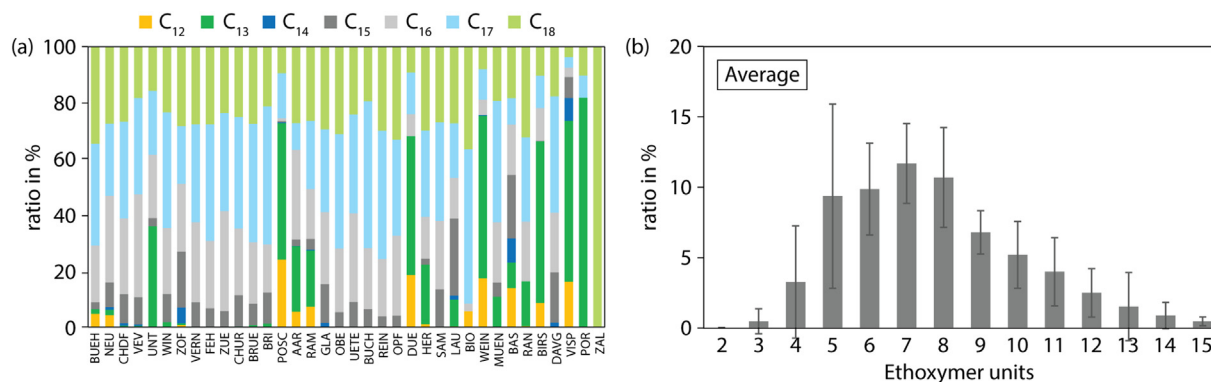 C12 C13 C14 C15 C16 C17 C18
(a)
ratio in %
100
80
60
40
20
0
BUEH NEU CHDF VEV UNT WIN ZOF VERN FEH ZUE CHUR BRUE BRI POSC AAR RAM GLA OBE UETE BUCH REIN OPF DUE HER SAM LAU BIO WEIN MUEN BAS RAN BIRS DAVG VISP POR ZAL
(b)
Average
ratio in %
20
15
10
5
0
2 3 4 5 6 7 8 9 10 11 12 13 14 15
Ethoxymer units